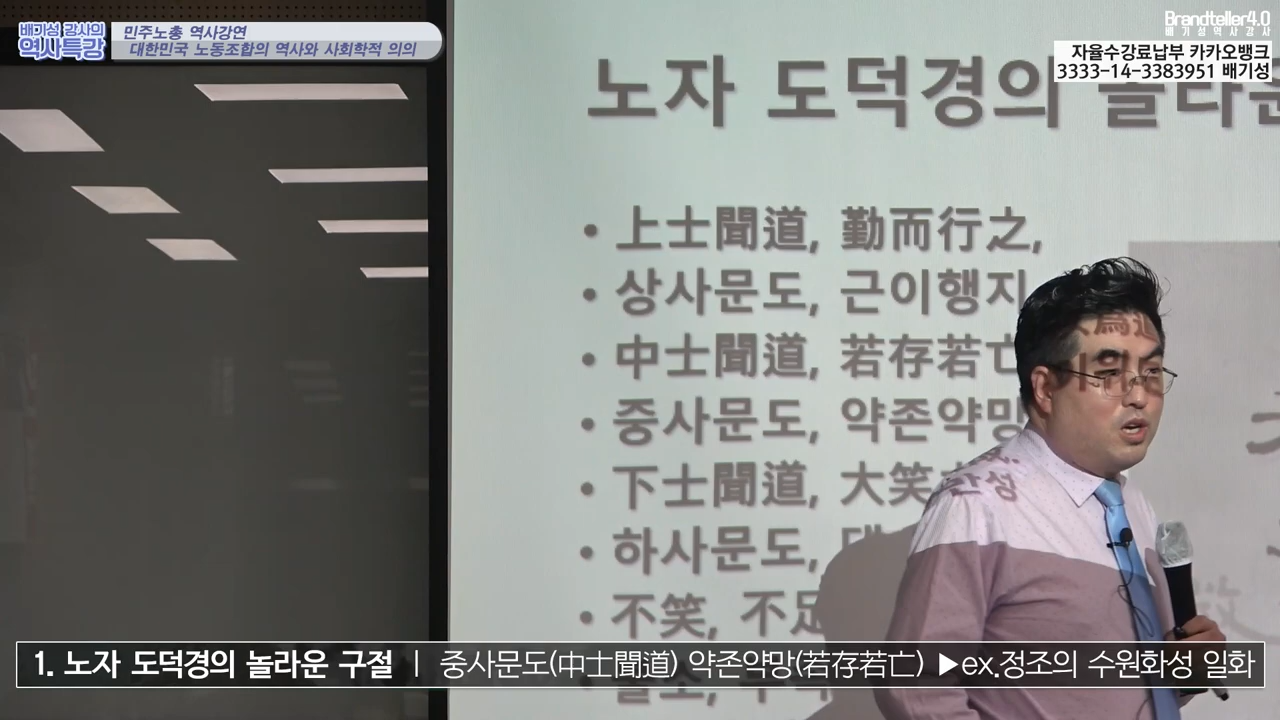 배기성 강사의
역사특강
민주노총 역사강연
대한민국 노동조합의 역사와 사회학적 의의
Brandteller4.0
배기성역사강사
자율수강료납부 카카오뱅크
3333-14-3383951 배기성
노자 도덕경의 놀라운
• 上士聞道, 勤而行之,
• 상사문도, 근이행지
• 中士聞道, 若存若亡
• 중사문도, 약존약망
• 下士聞道, 大笑
• 하사문도,
• 不笑, 不足
1. 노자 도덕경의 놀라운 구절 | 중사문도(中士聞道) 약존약망(若存若亡) ▶ex.정조의 수원화성 일화